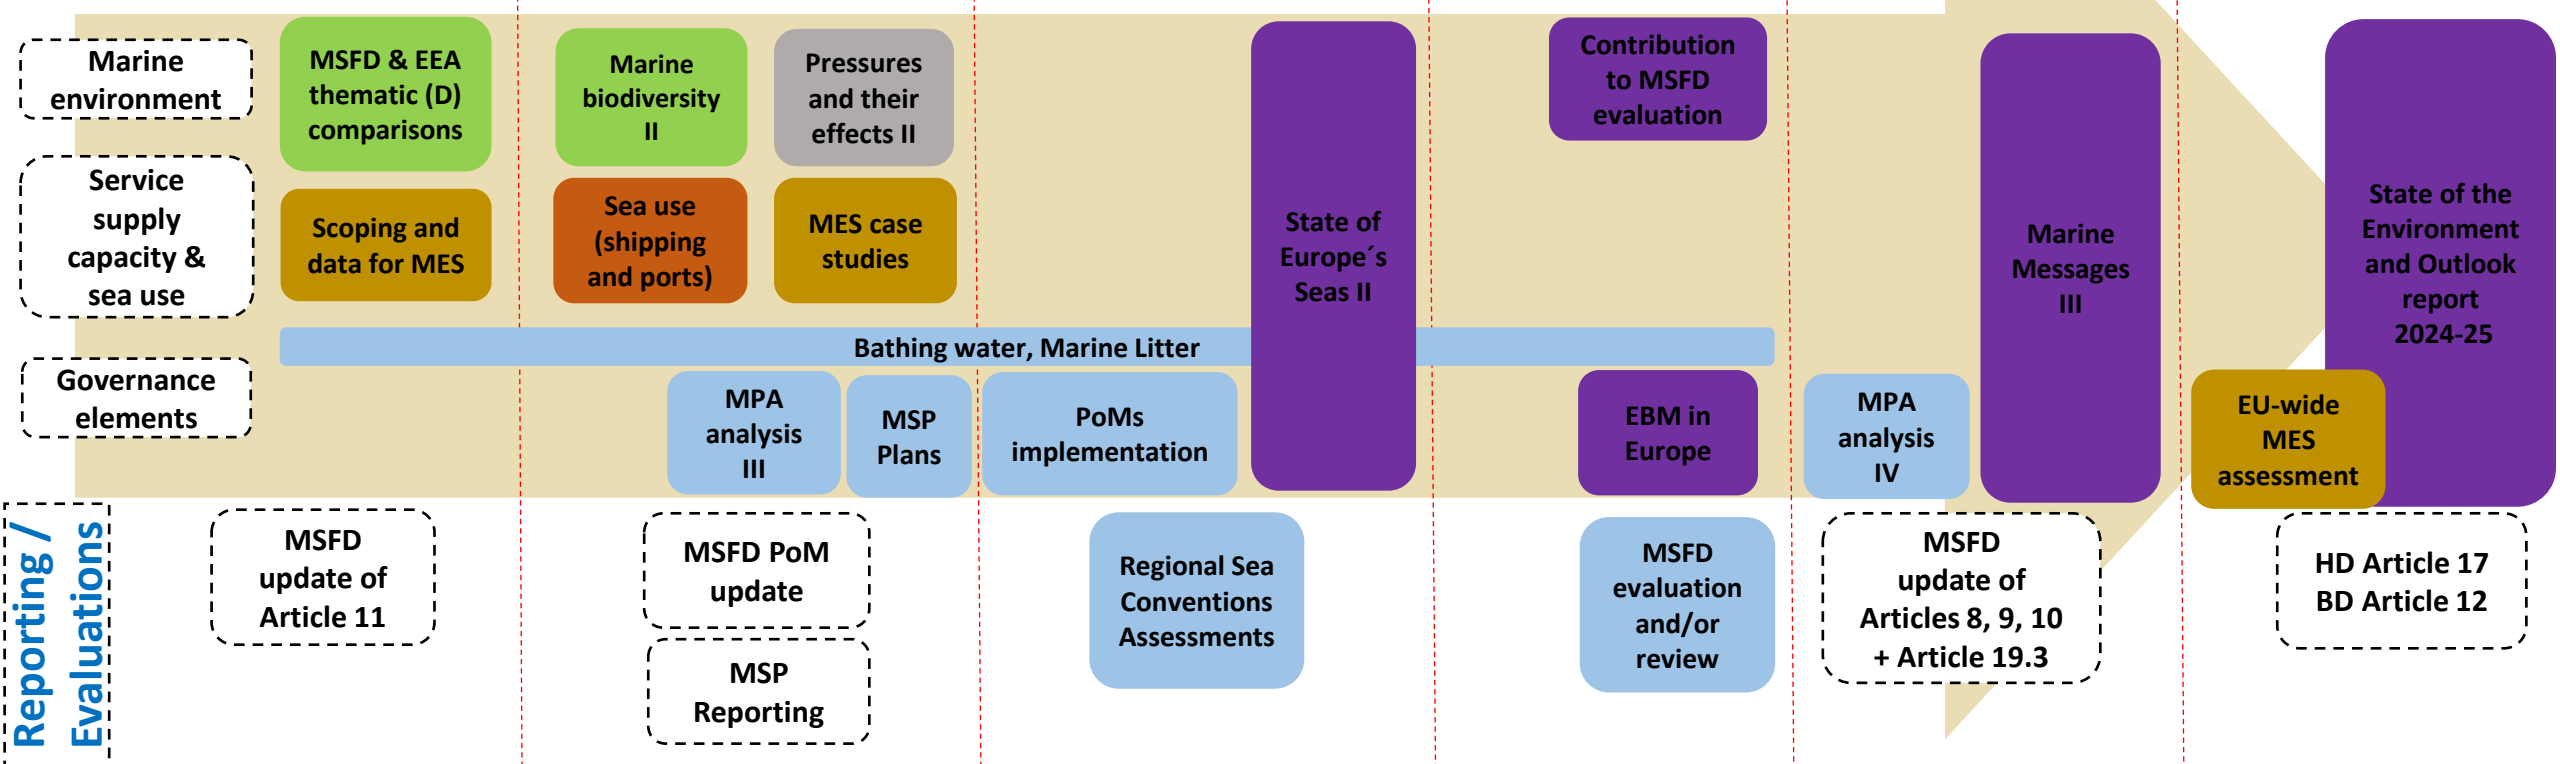 Marine
environment
MSFD & EEA
thematic (D)
comparisons
Marine
biodiversity
II
Pressures
and their
effects II
Contribution
to MSFD
evaluation
Service
supply
capacity &
sea use
Scoping and
data for MES
Sea use
(shipping
and ports)
MES case
studies
State of
Europe´s
Seas II
Marine
Messages
III
State of the
Environment
and Outlook
report
2024-25
Bathing water, Marine Litter
Governance
elements
MPA
analysis
III
MSP
Plans
PoMs
implementation
EBM in
Europe
MPA
analysis
IV
EU-wide
MES
assessment
Reporting /
Evaluations
MSFD
update of
Article 11
MSFD PoM
update
MSP
Reporting
Regional Sea
Conventions
Assessments
MSFD
evaluation
and/or
review
MSFD
update of
Articles 8, 9, 10
+ Article 19.3
HD Article 17
BD Article 12